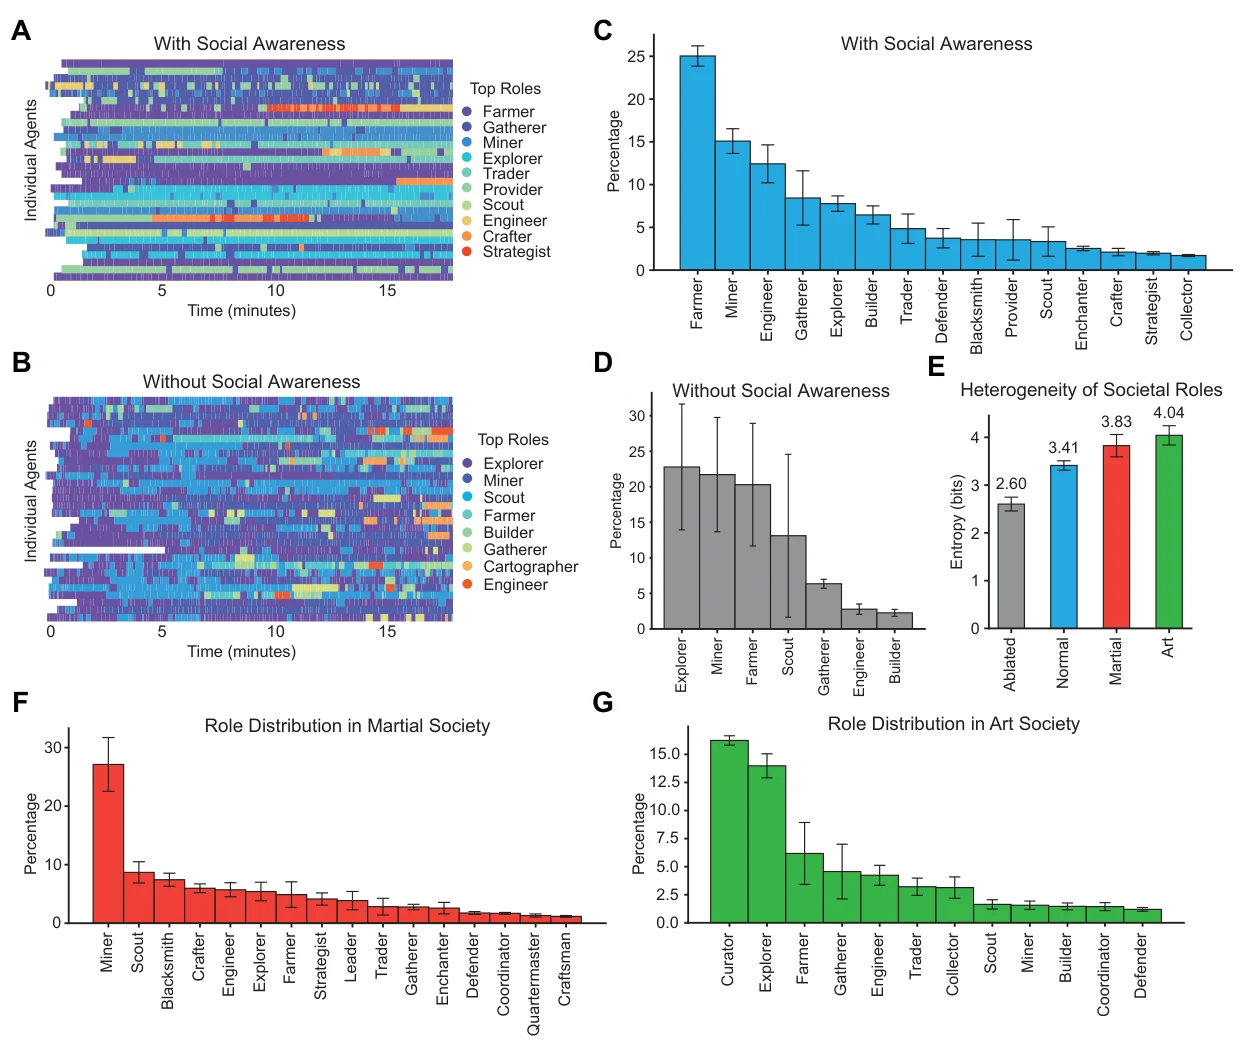 A
With Social Awareness
Individual Agents
0 5 10 15
Time (minutes)
Top Roles
Farmer
Gatherer
Miner
Explorer
Trader
Provider
Scout
Engineer
Crafter
Strategist
B
Without Social Awareness
Individual Agents
0 5 10 15
Time (minutes)
Top Roles
Explorer
Miner
Scout
Farmer
Builder
Gatherer
Cartographer
Engineer
C
With Social Awareness
Percentage
25
20
15
10
5
0
Farmer
Miner
Engineer
Gatherer
Explorer
Builder
Trader
Defender
Blacksmith
Provider
Scout
Enchanter
Crafter
Strategist
Collector
D
Without Social Awareness
Percentage
30
25
20
15
10
5
0
Explorer
Miner
Farmer
Scout
Gatherer
Engineer
Builder
E
Heterogeneity of Societal Roles
Entropy (bits)
4
3
2
1
0
2.60
3.41
3.83
4.04
Ablated
Normal
Martial
Art
F
Role Distribution in Martial Society
Percentage
30
20
10
0
Miner
Scout
Blacksmith
Crafter
Engineer
Explorer
Farmer
Strategist
Leader
Trader
Gatherer
Enchanter
Defender
Coordinator
Quartermaster
Craftsman
G
Role Distribution in Art Society
Percentage
15.0
12.5
10.0
7.5
5.0
2.5
0.0
Curator
Explorer
Farmer
Gatherer
Engineer
Trader
Collector
Scout
Miner
Builder
Coordinator
Defender